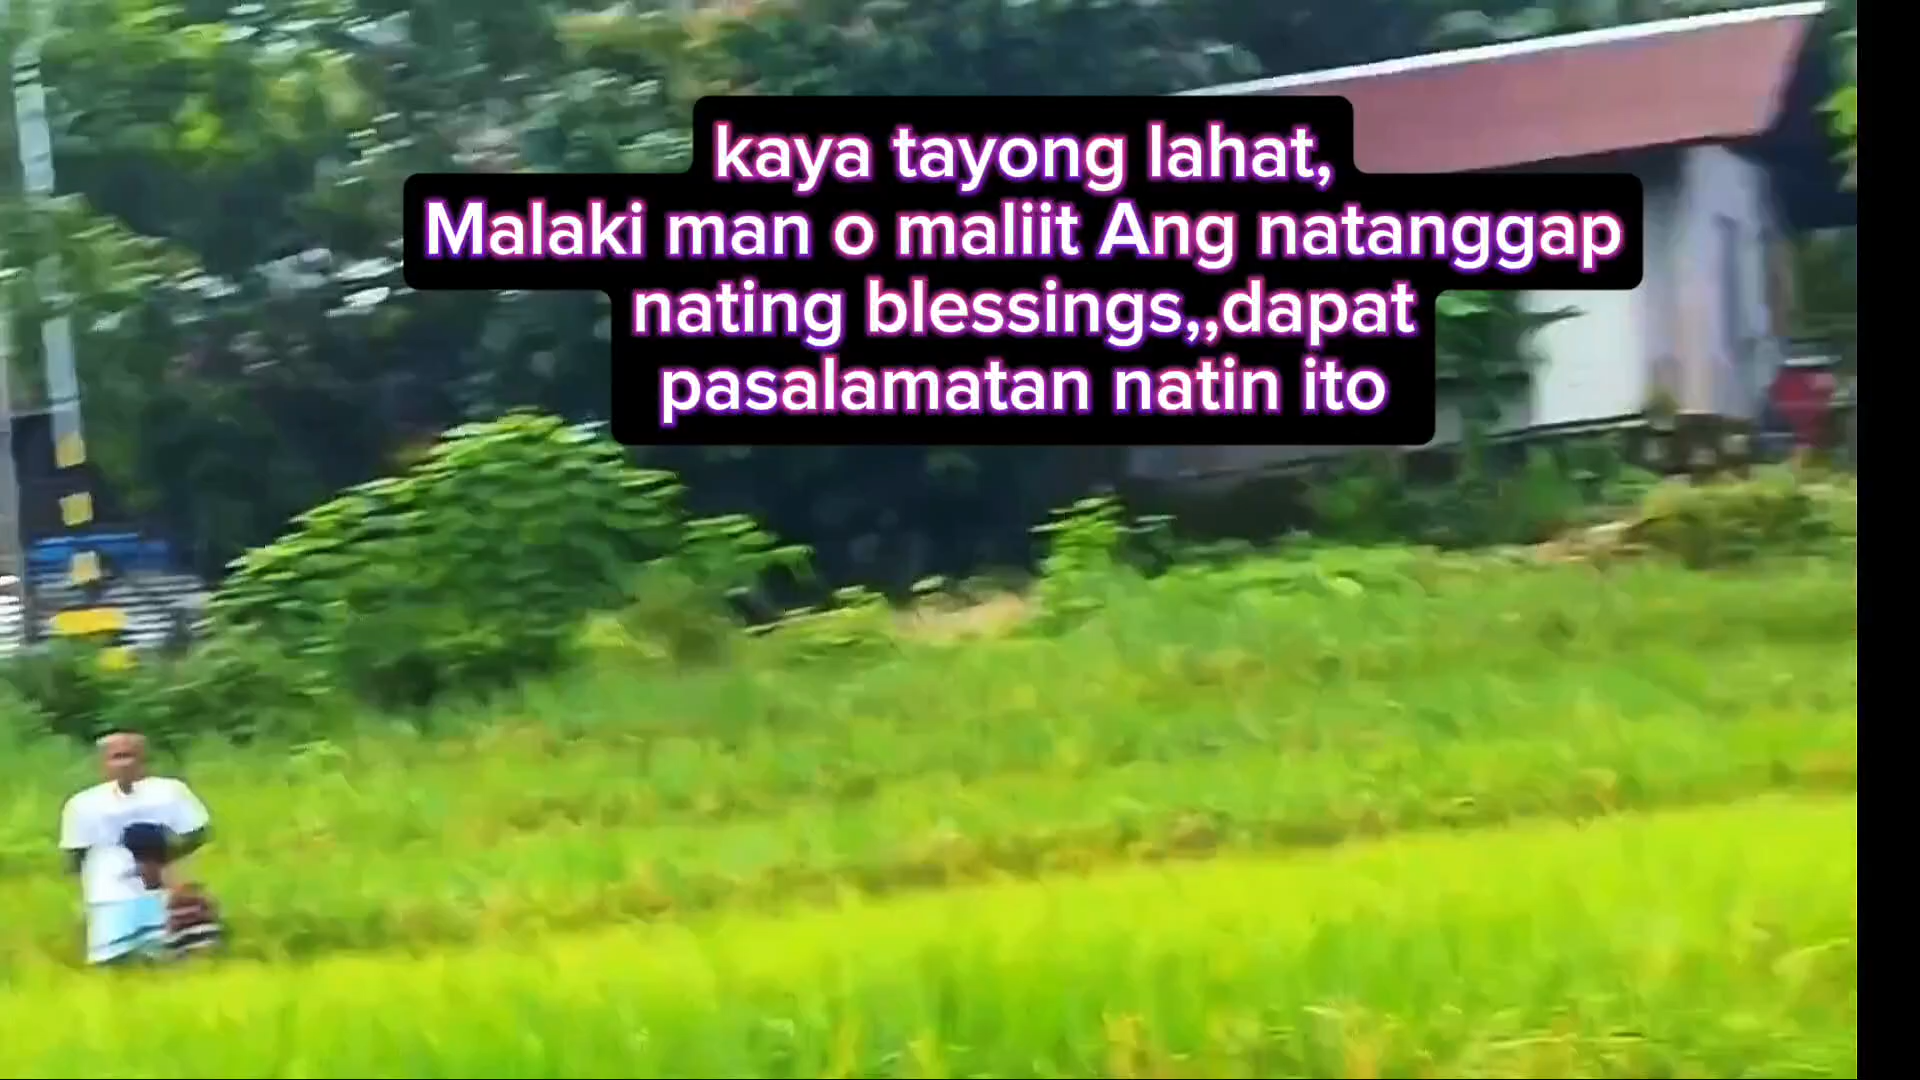 kaya tayong lahat,
Malaki man o maliit Ang natanggap
nating blessings,,dapat
pasalamatan natin ito